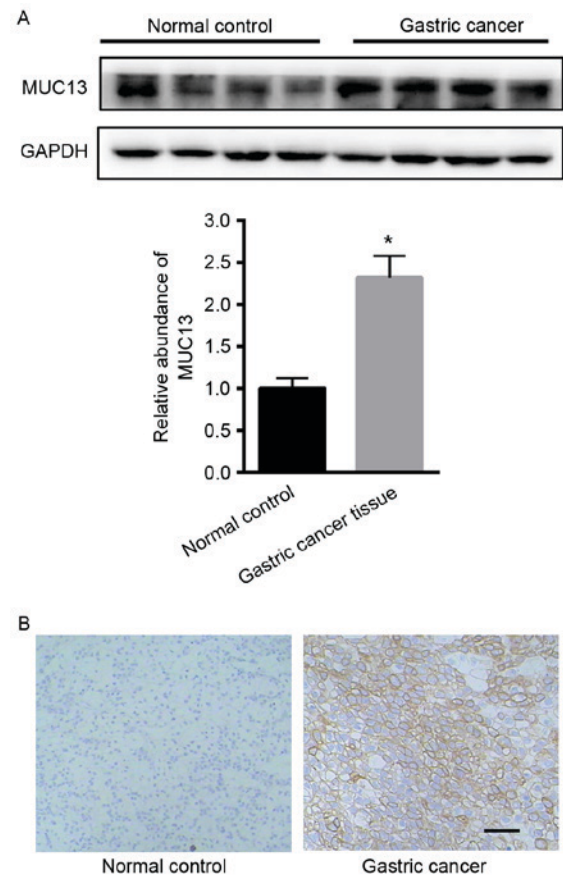 A
Normal control Gastric cancer
MUC13
GAPDH
Relative abundance of
MUC13
3.0
2.5
2.0
1.5
1.0
0.5
0.0
*
Normal control
Gastric cancer tissue
B
Normal control Gastric cancer